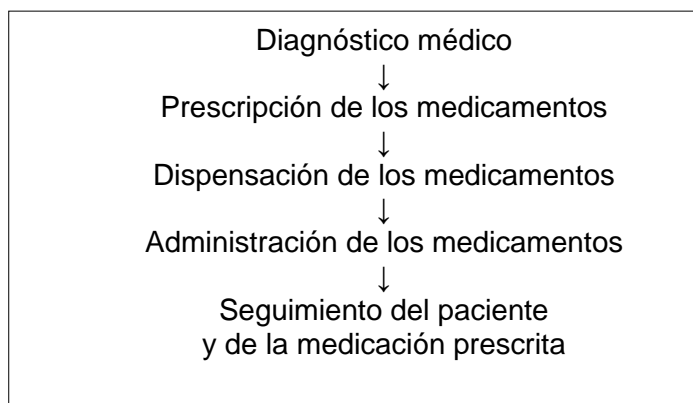 Diagnóstico médico
↓
Prescripción de los medicamentos
↓
Dispensación de los medicamentos
↓
Administración de los medicamentos
↓
Seguimiento del paciente
y de la medicación prescrita